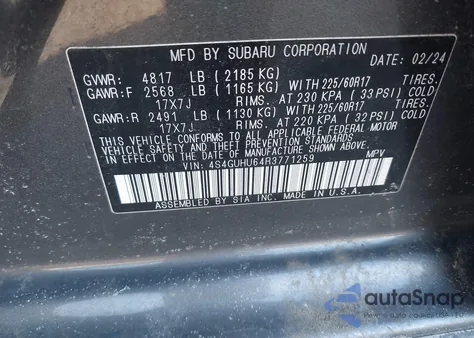 MFD BY SUBARU CORPORATION DATE: 02/24
GVWR: 4817 LB (2185 KG)
GAWR:F 2568 LB (1165 KG) WITH 225/60R17 TIRES.
17X7J RIMS. AT 230 KPA (33PSI) COLD
GAWR:R 2491 LB (1130 KG) WITH 225/60R17 TIRES.
17X7J RIMS. AT 220 KPA (32 PSI) COLD
THIS VEHICLE CONFORMS TO ALL APPLICABLE FEDERAL MOTOR
VEHICLE SAFETY, BUMPER, AND THEFT PREVENTION STANDARDS
IN EFFECT ON THE DATE OF MANUFACTURE SHOWN ABOVE.
VIN: 4S4GUHU64R3771259 MPV
ASSEMBLED BY SIA INC. MADE IN U.S.A.
autoSnap